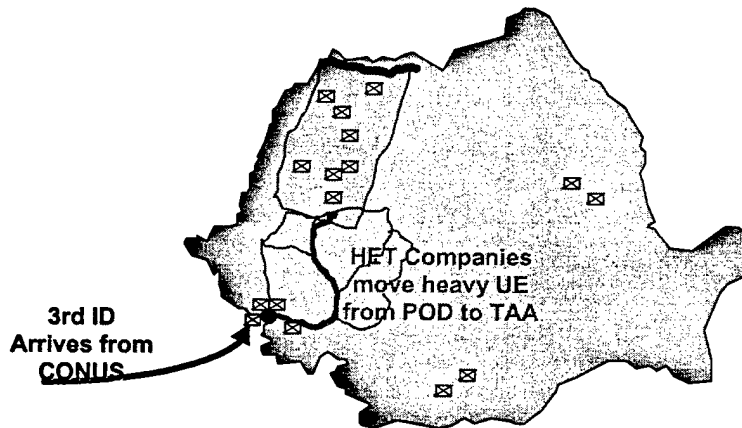 HET Companies
move heavy UE
from POD to TAA
3rd ID
Arrives from
CONUS